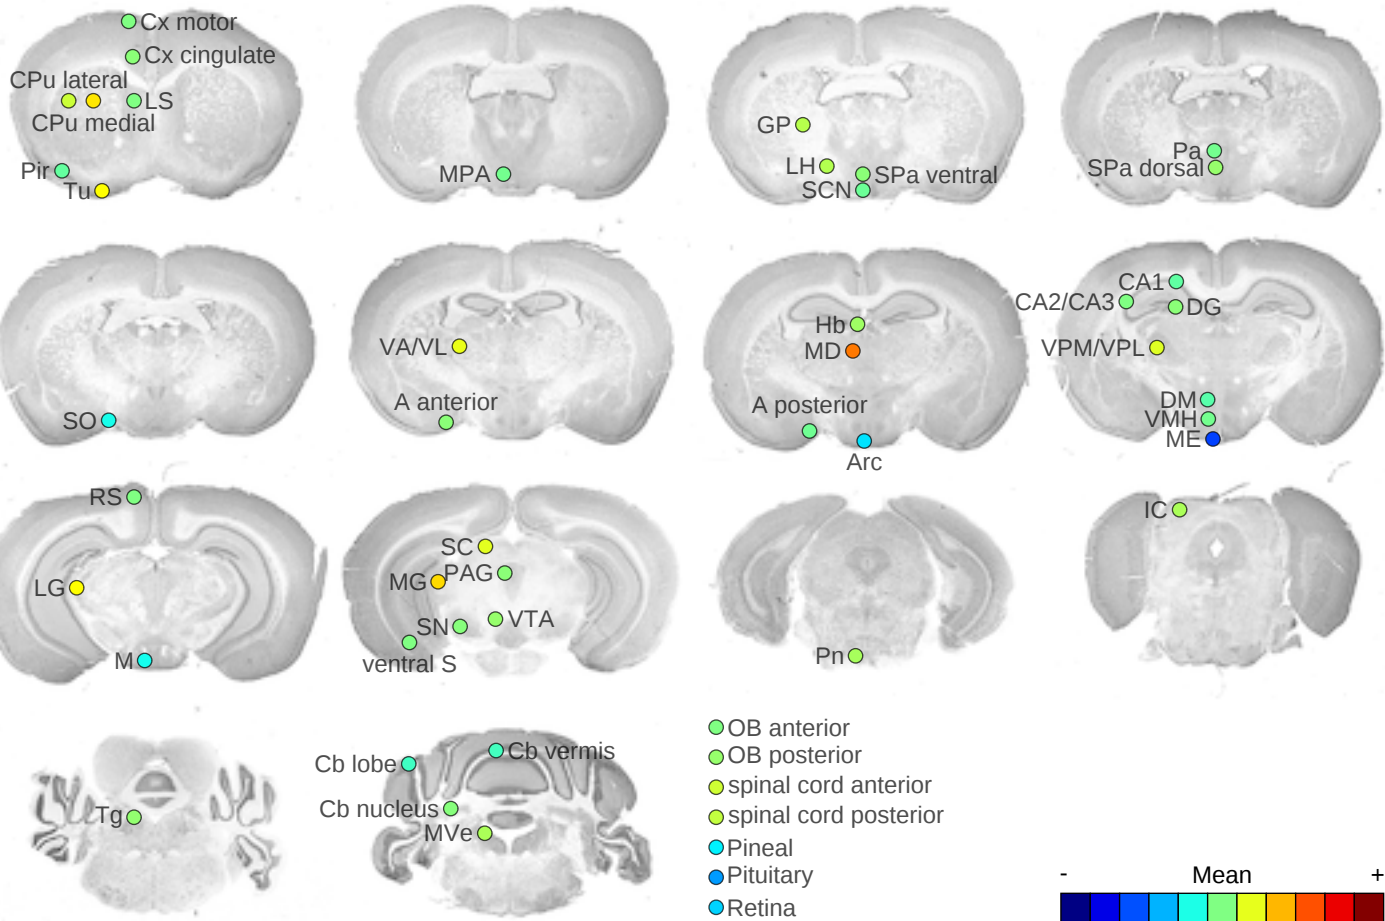 Cx motor
Cx cingulate
CPu lateral
LS
CPu medial
Pir
Tu
MPA
GP
LH
SPa ventral
SCN
Pa
SPa dorsal
SO
VA/VL
A anterior
Hb
MD
A posterior
Arc
CA1
CA2/CA3
DG
VPM/VPL
DM
VMH
ME
RS
LG
M
SC
MG
PAG
SN
VTA
ventral S
Pn
IC
Tg
Cb lobe
Cb vermis
Cb nucleus
MVe
OB anterior
OB posterior
spinal cord anterior
spinal cord posterior
Pineal
Pituitary
Retina
- Mean +